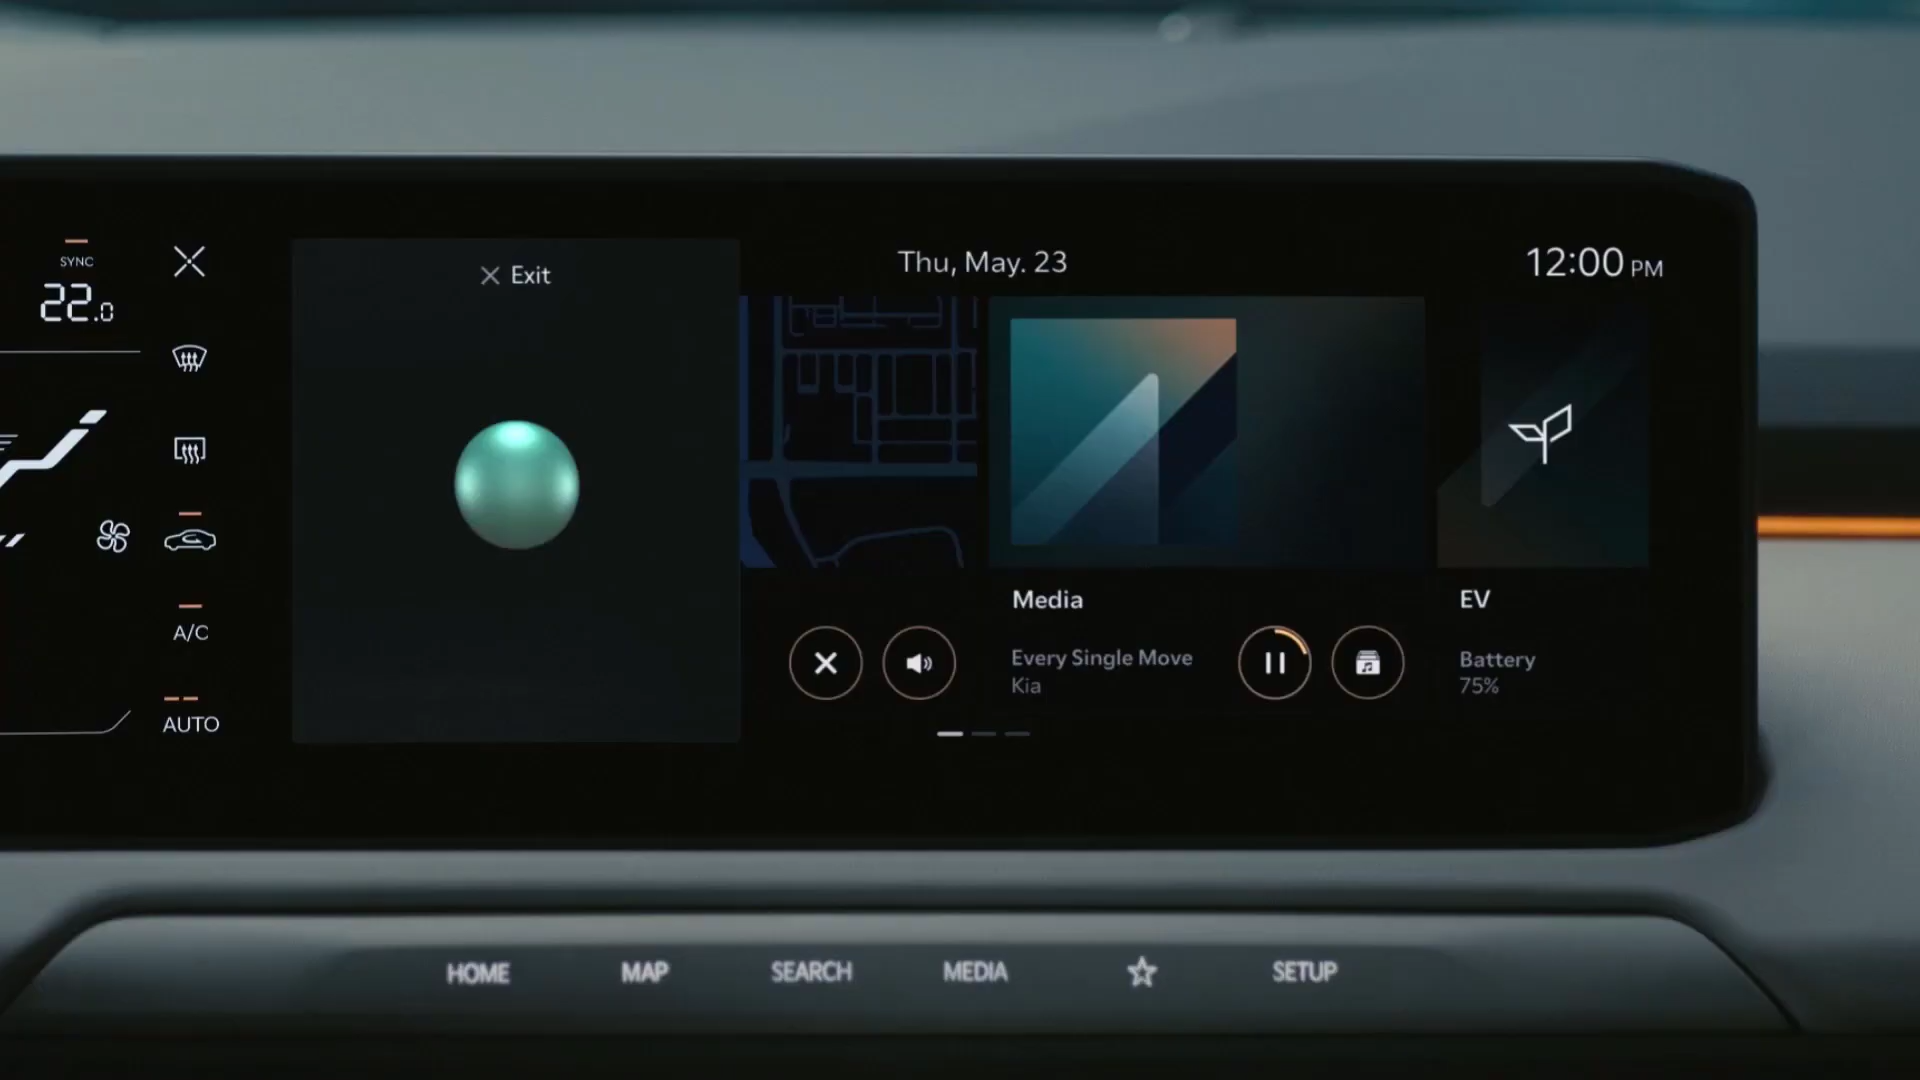 SYNC
22.0
A/C
AUTO
Exit
Thu, May. 23
12:00 PM
Media
Every Single Move
Kia
EV
Battery
75%
HOME
MAP
SEARCH
MEDIA
SETUP